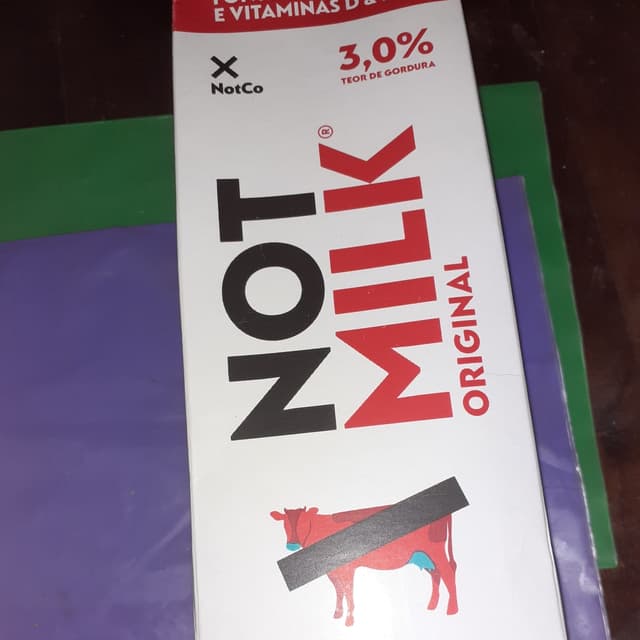 E VITAMINAS D &
3,0%
TEOR DE GORDURA
NotCo
NOT
MILK®
ORIGINAL